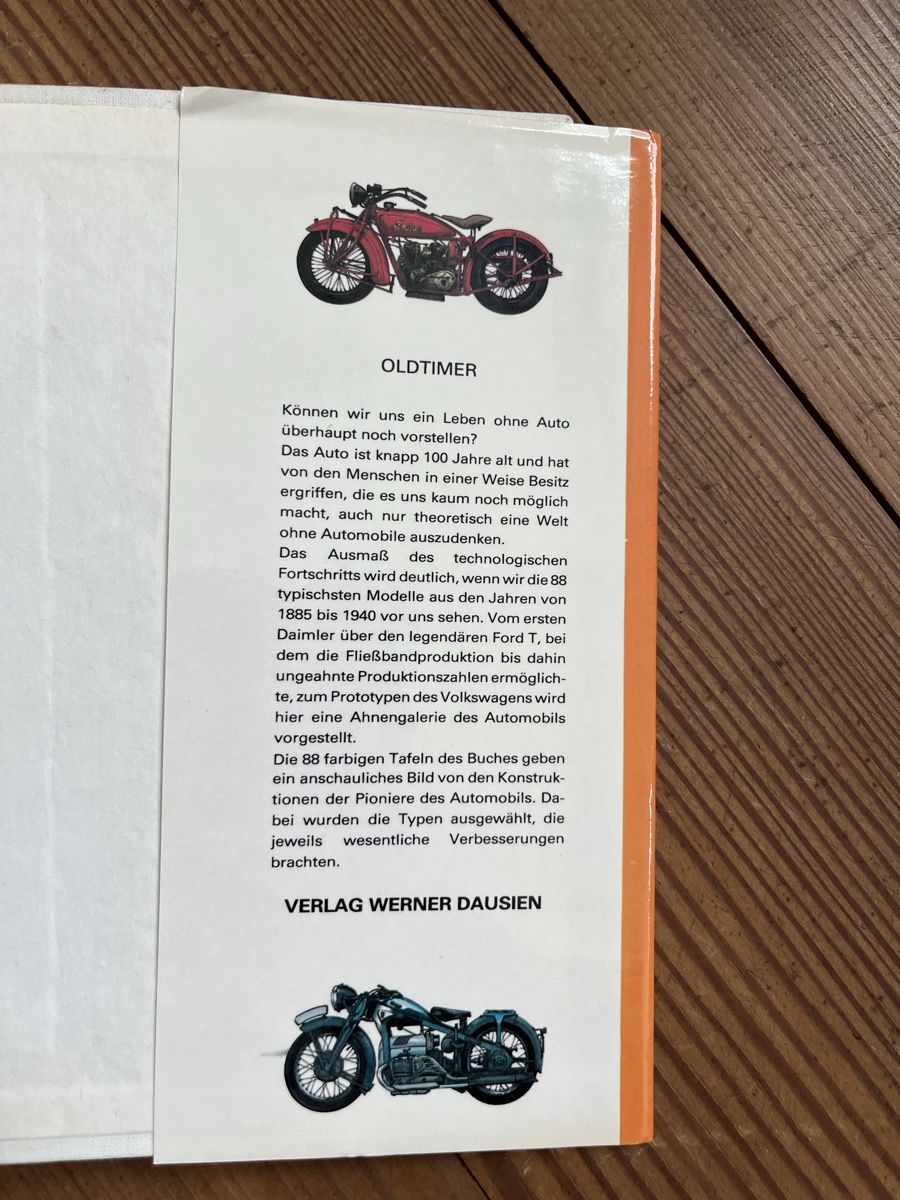 Indian
OLDTIMER
Können wir uns ein Leben ohne Auto
überhaupt noch vorstellen?
Das Auto ist knapp 100 Jahre alt und hat
von den Menschen in einer Weise Besitz
ergriffen, die es uns kaum noch möglich
macht, auch nur theoretisch eine Welt
ohne Automobile auszudenken.
Das Ausmaß des technologischen
Fortschritts wird deutlich, wenn wir die 88
typischsten Modelle aus den Jahren von
1885 bis 1940 vor uns sehen. Vom ersten
Daimler über den legendären Ford T, bei
dem die Fließbandproduktion bis dahin
ungeahnte Produktionszahlen ermöglich-
te, zum Prototypen des Volkswagens wird
hier eine Ahnengalerie des Automobils
vorgestellt.
Die 88 farbigen Tafeln des Buches geben
ein anschauliches Bild von den Konstruk-
tionen der Pioniere des Automobils. Da-
bei wurden die Typen ausgewählt, die
jeweils wesentliche Verbesserungen
brachten.
VERLAG WERNER DAUSIEN